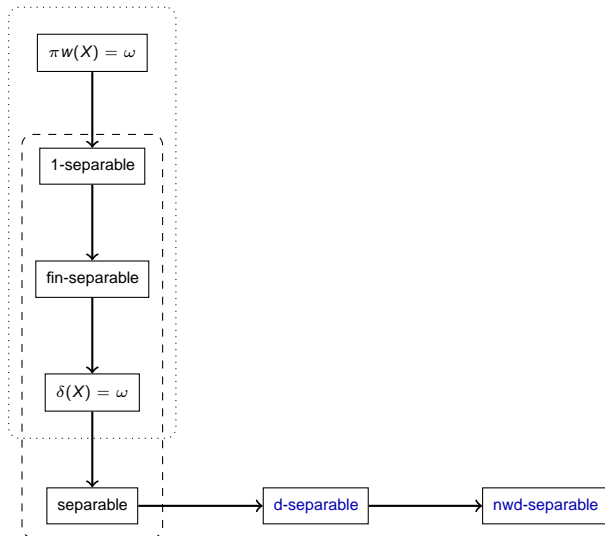 πw(X) = ω
1-separable
fin-separable
δ(X) = ω
separable
d-separable
nwd-separable